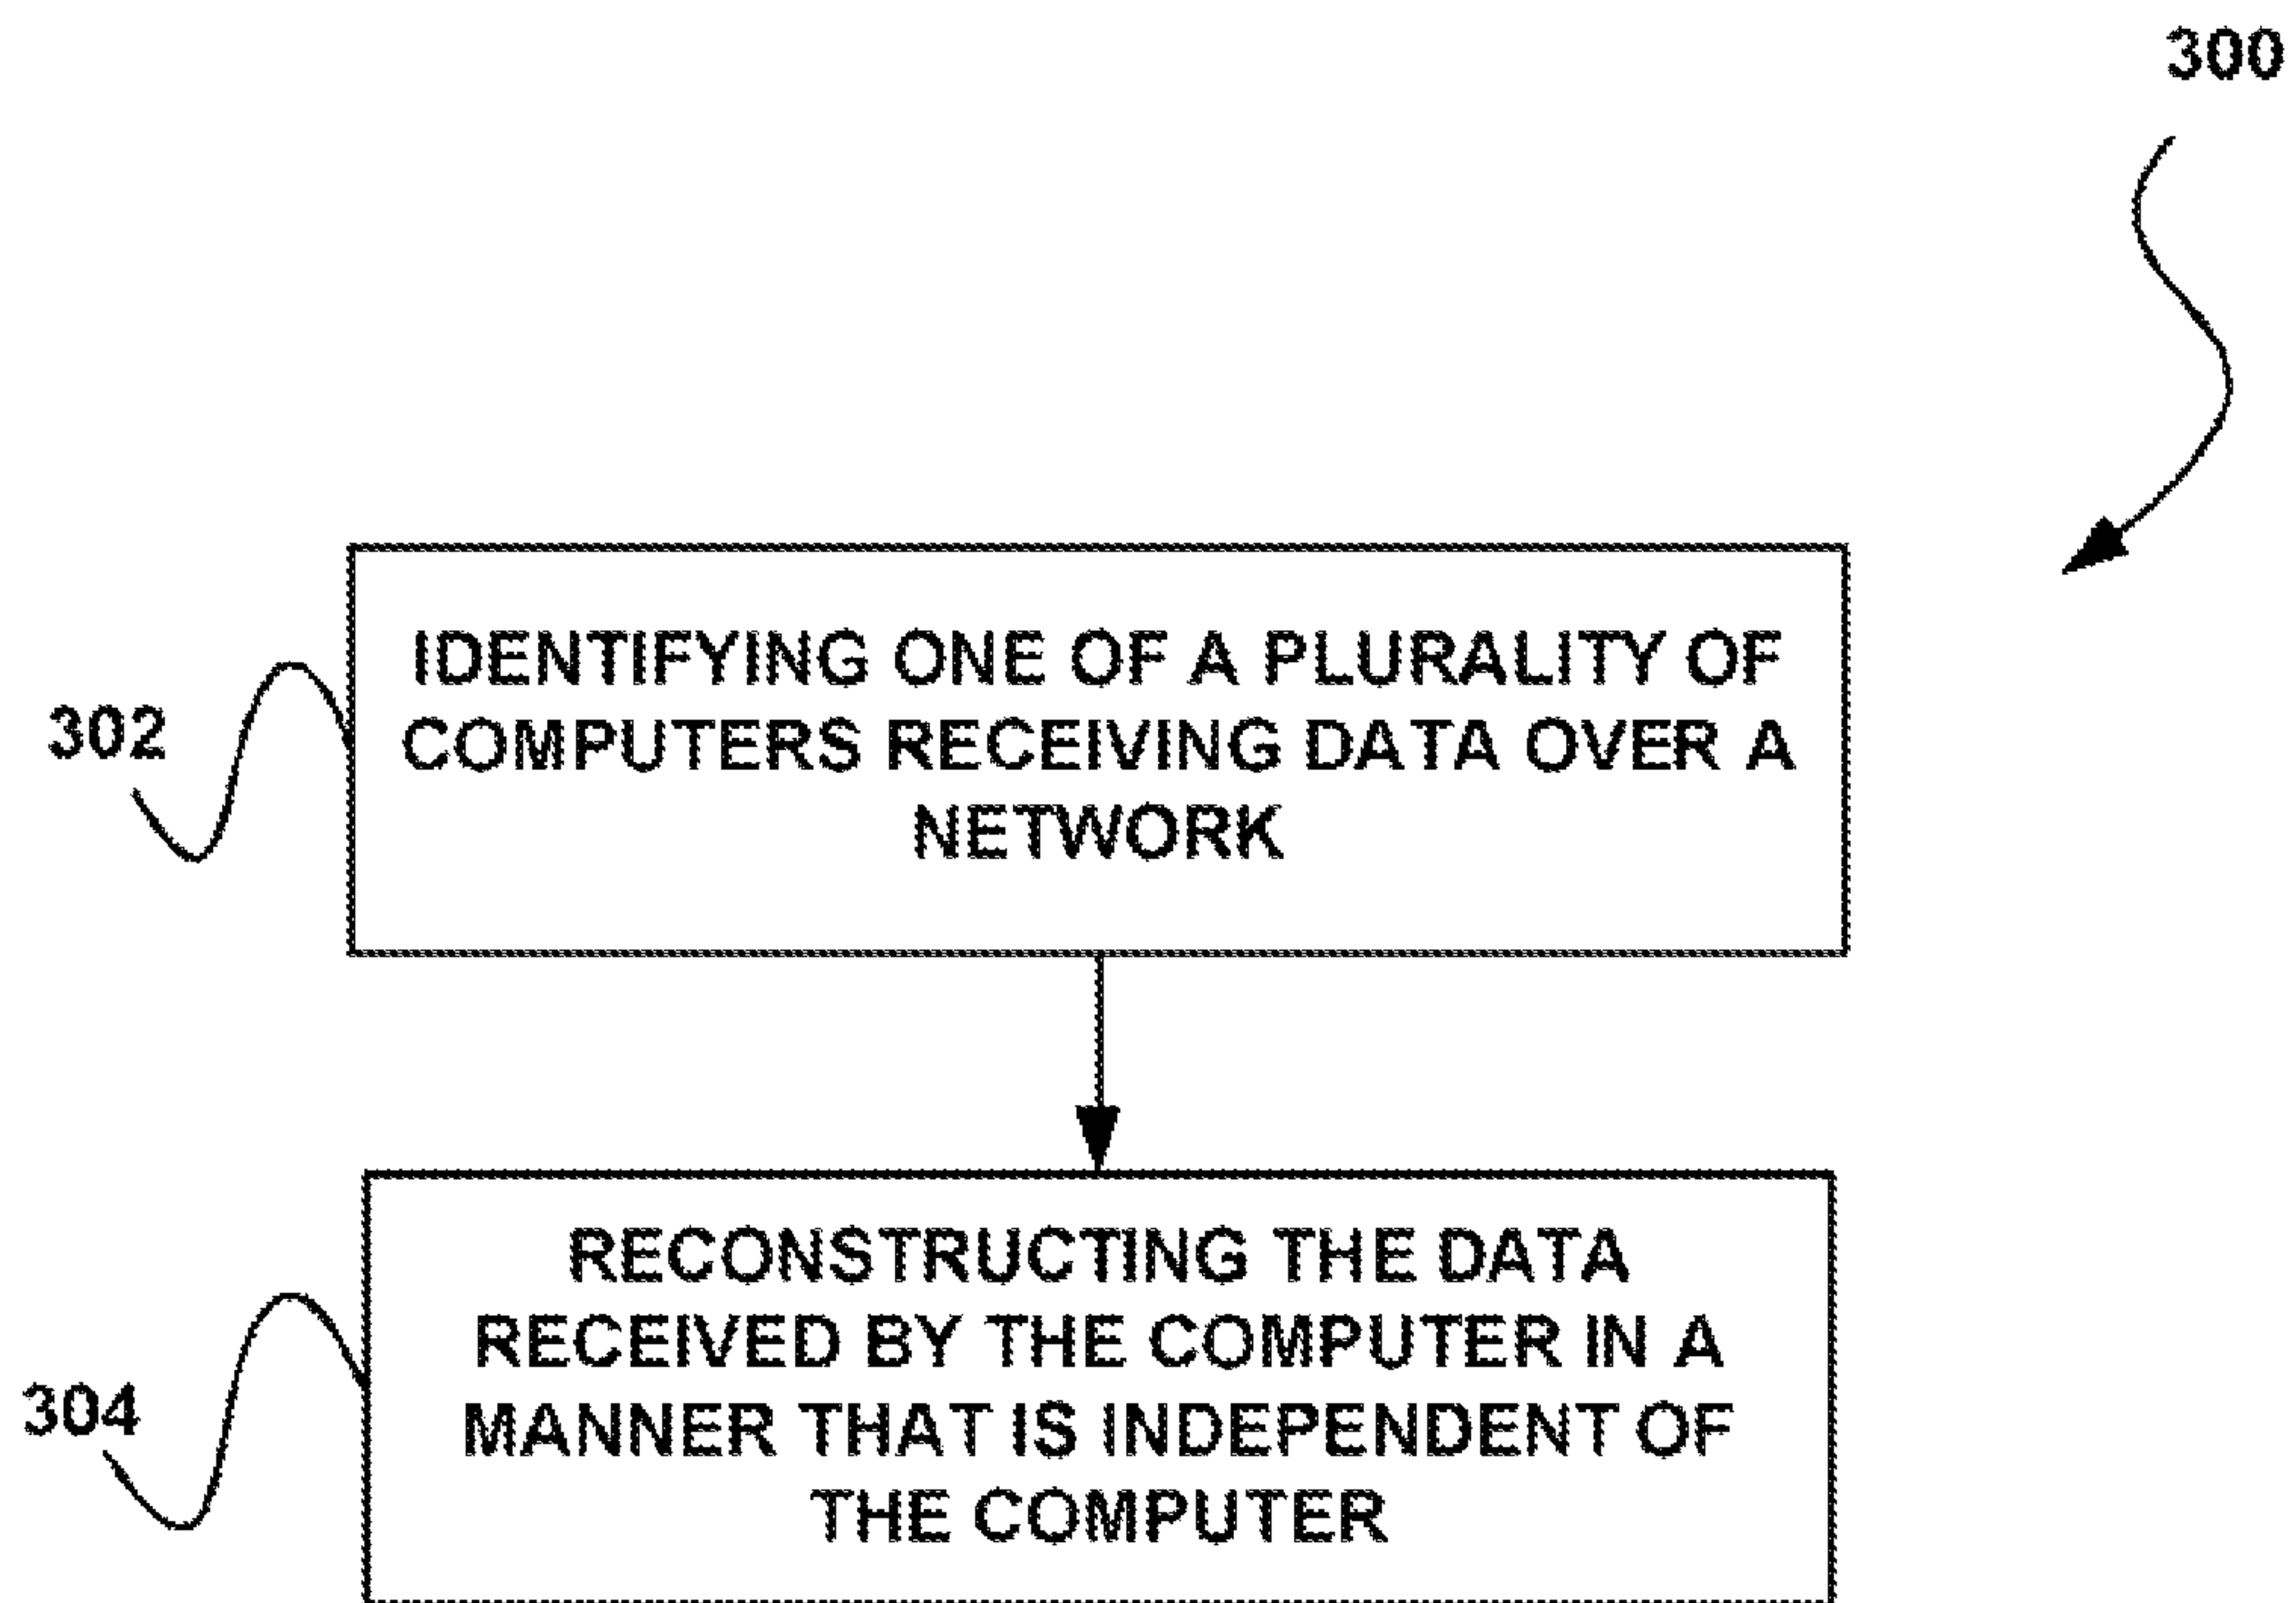 300
302
IDENTIFYING ONE OF A PLURALITY OF
COMPUTERS RECEIVING DATA OVER A
NETWORK
304
RECONSTRUCTING THE DATA
RECEIVED BY THE COMPUTER IN A
MANNER THAT IS INDEPENDENT OF
THE COMPUTER